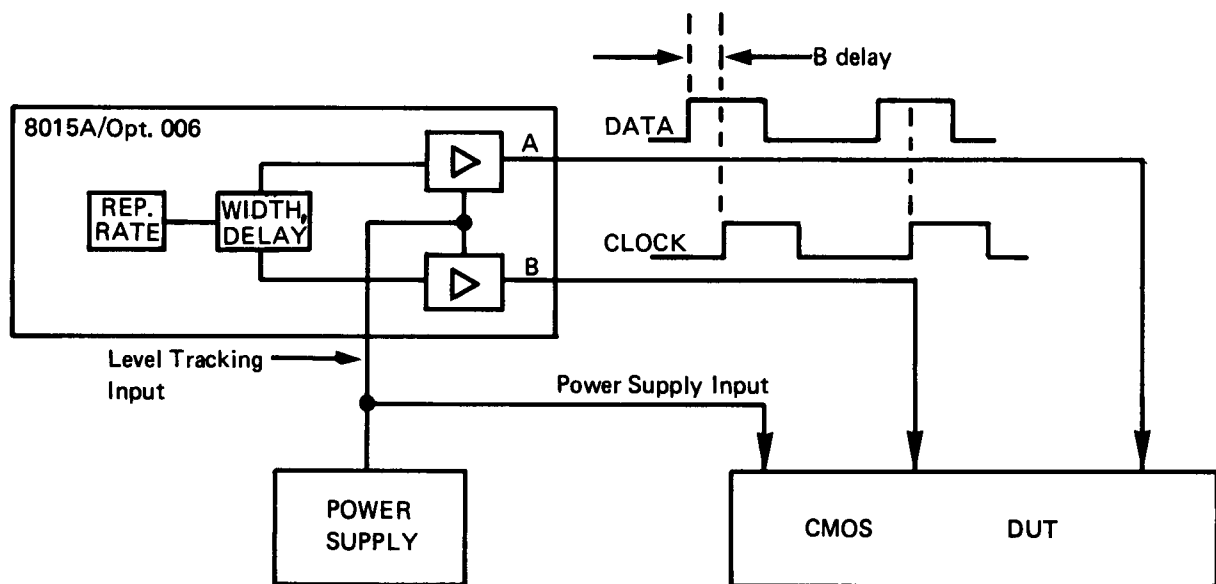 B delay
8015A/Opt. 006
DATA
A
REP.
RATE
WIDTH,
DELAY
CLOCK
B
Level Tracking
Input
Power Supply Input
POWER
SUPPLY
CMOS DUT